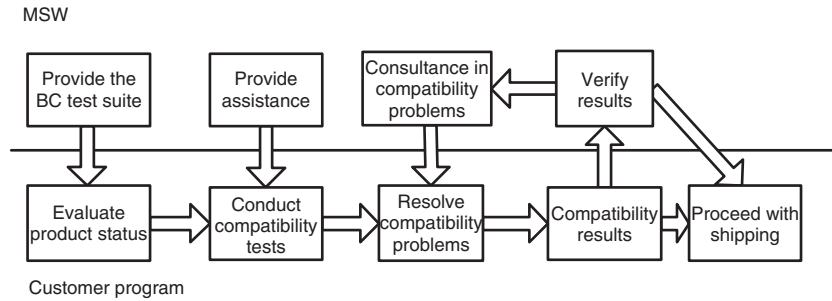 MSW
Provide the
BC test suite
Provide
assistance
Consultance in
compatibility
problems
Verify
results
Evaluate
product status
Conduct
compatibility
tests
Resolve
compatibility
problems
Compatibility
results
Proceed with
shipping
Customer program